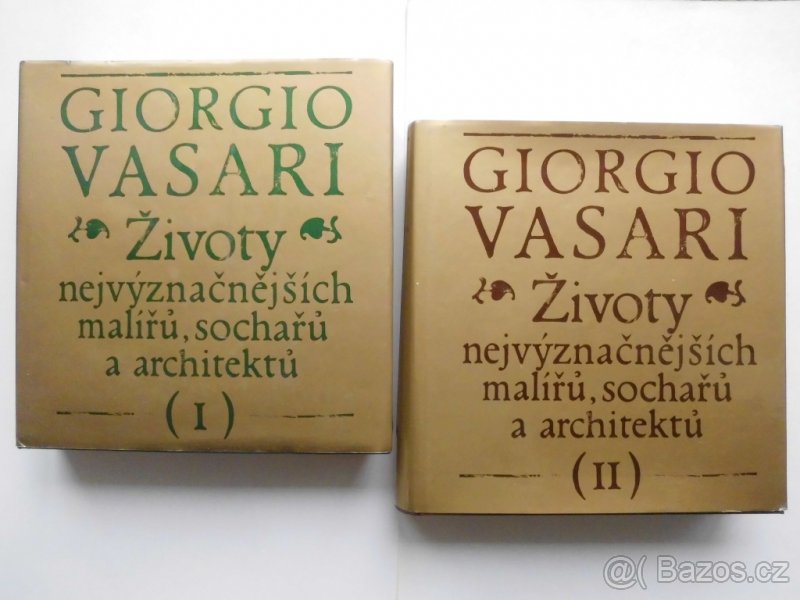 GIORGIO
VASARI
Životy
nejvýznačnějších
malířů, sochařů
a architektů
(I)
GIORGIO
VASARI
Životy
nejvýznačnějších
malířů, sochařů
a architektů
(II)
@( Bazos.cz